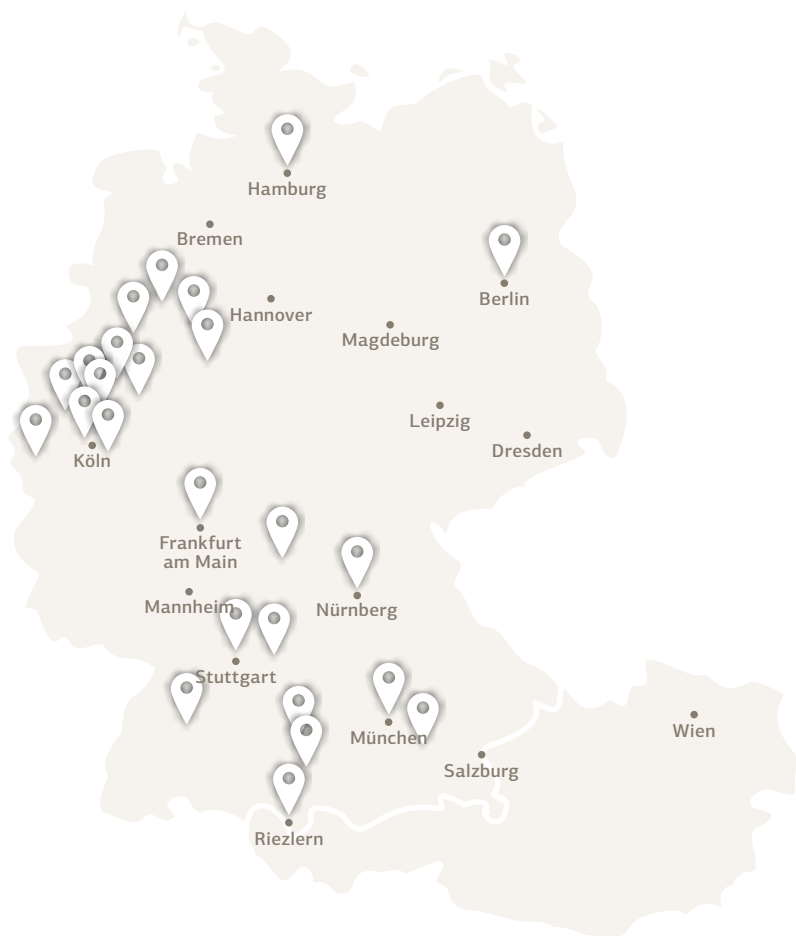 Hamburg
Bremen
Berlin
Hannover
Magdeburg
Leipzig
Dresden
Köln
Frankfurt
am Main
Mannheim
Nürnberg
Stuttgart
München
Wien
Salzburg
Riezlern